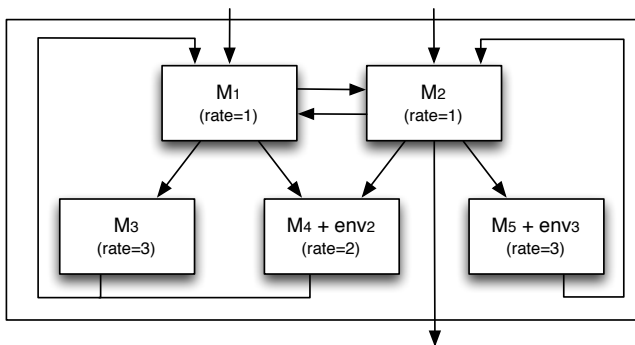 M1
(rate=1)
M2
(rate=1)
M3
(rate=3)
M4 + env2
(rate=2)
M5 + env3
(rate=3)